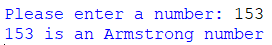 Please enter a number: 153
153 is an Armstrong number